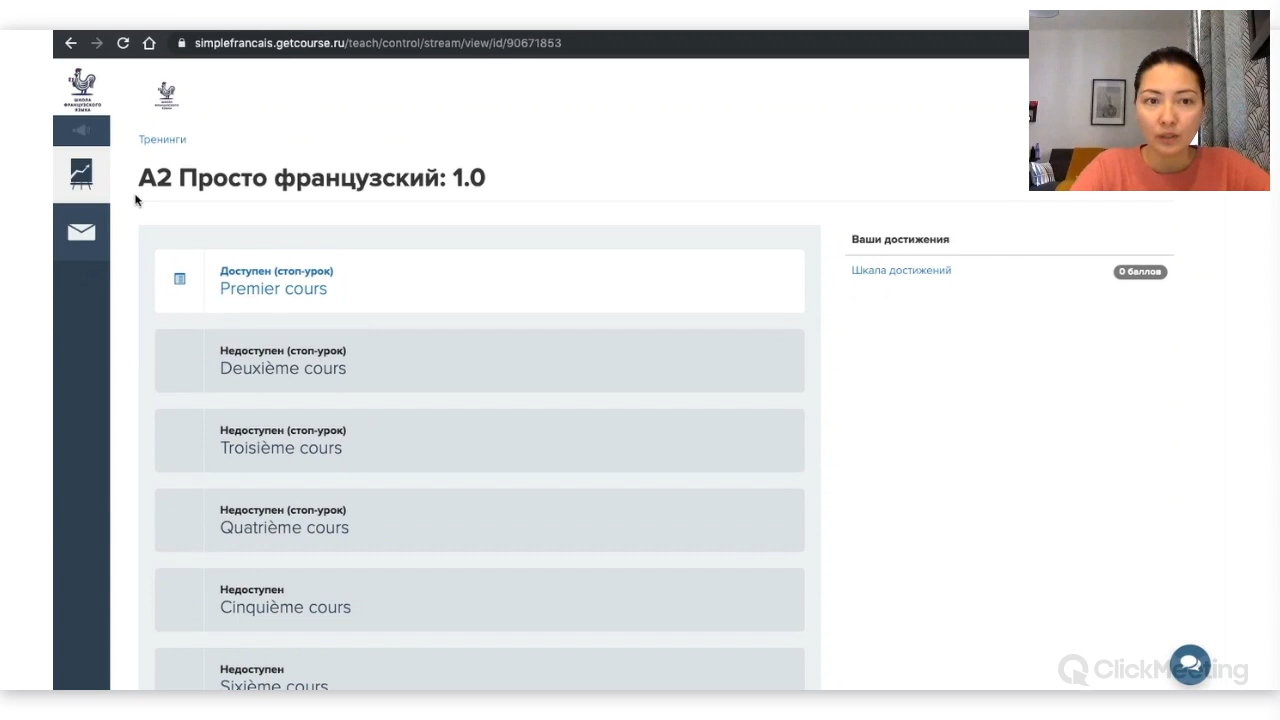 simplefrancais.getcourse.ru/teach/control/stream/view/id/90671853
ШКОЛА
ФРАНЦУЗСКОГО
ЯЗЫКА
Тренинги
А2 Просто французский: 1.0
Доступен (стоп-урок)
Premier cours
Недоступен (стоп-урок)
Deuxième cours
Недоступен (стоп-урок)
Troisième cours
Недоступен (стоп-урок)
Quatrième cours
Недоступен
Cinquième cours
Недоступен
Sixième cours
Ваши достижения
Шкала достижений
0 баллов
ClickMeeting